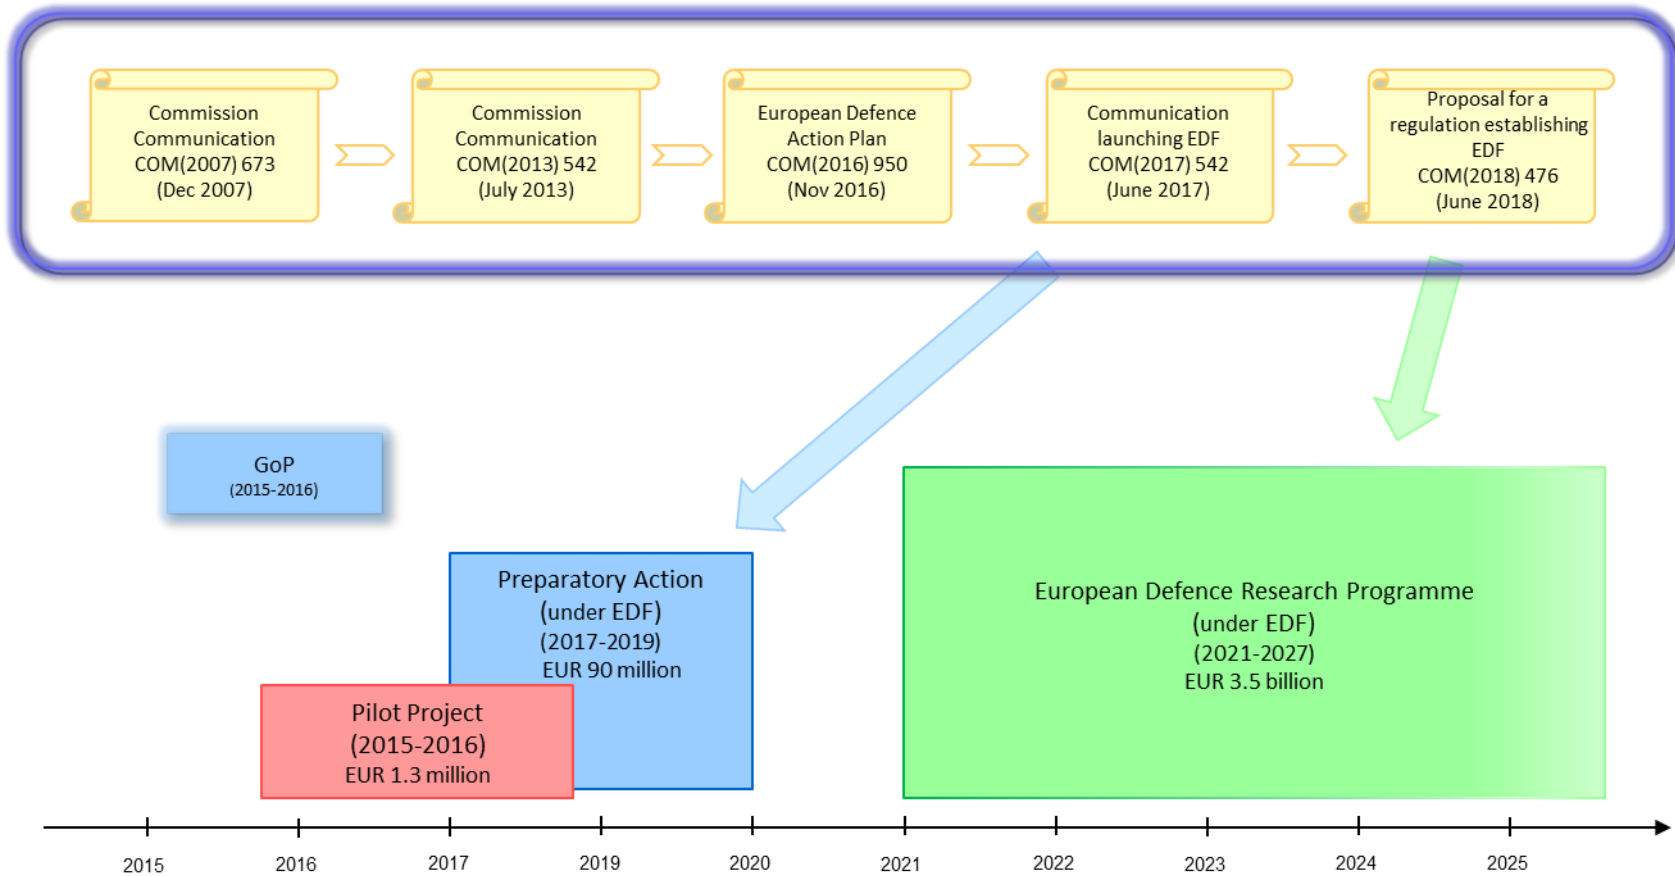 Commission
Communication
COM(2007) 673
(Dec 2007)
Commission
Communication
COM(2013) 542
(July 2013)
European Defence
Action Plan
COM(2016) 950
(Nov 2016)
Communication
launching EDF
COM(2017) 542
(June 2017)
Proposal for a
regulation establishing
EDF
COM(2018) 476
(June 2018)
GoP
(2015-2016)
Preparatory Action
(under EDF)
(2017-2019)
EUR 90 million
Pilot Project
(2015-2016)
EUR 1.3 million
European Defence Research Programme
(under EDF)
(2021-2027)
EUR 3.5 billion
2015 2016 2017 2019 2020 2021 2022 2023 2024 2025